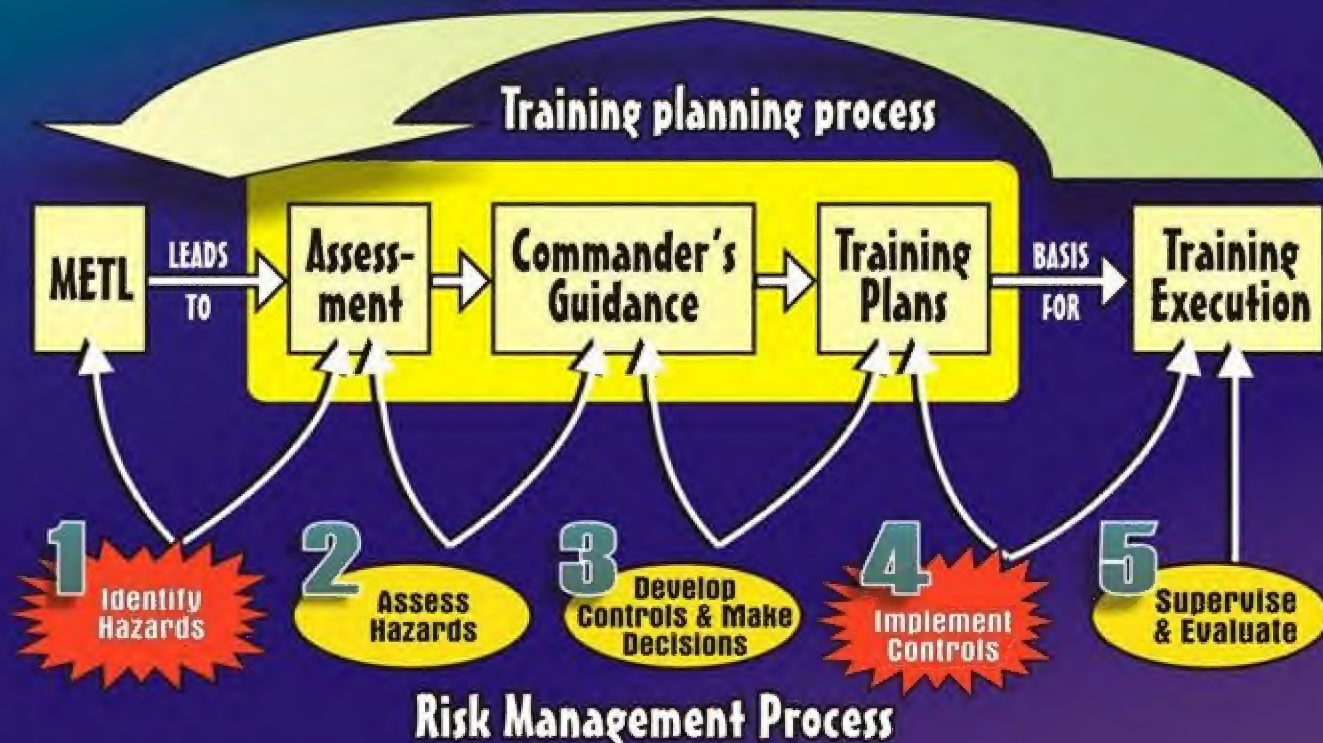 Training planning process
METL
LEADS
TO
Assess-
ment
Commander's
Guidance
Training
Plans
BASIS
FOR
Training
Execution
1
Identify
Hazards
2
Assess
Hazards
3
Develop
Controls & Make
Decisions
4
Implement
Controls
5
Supervise
& Evaluate
Risk Management Process